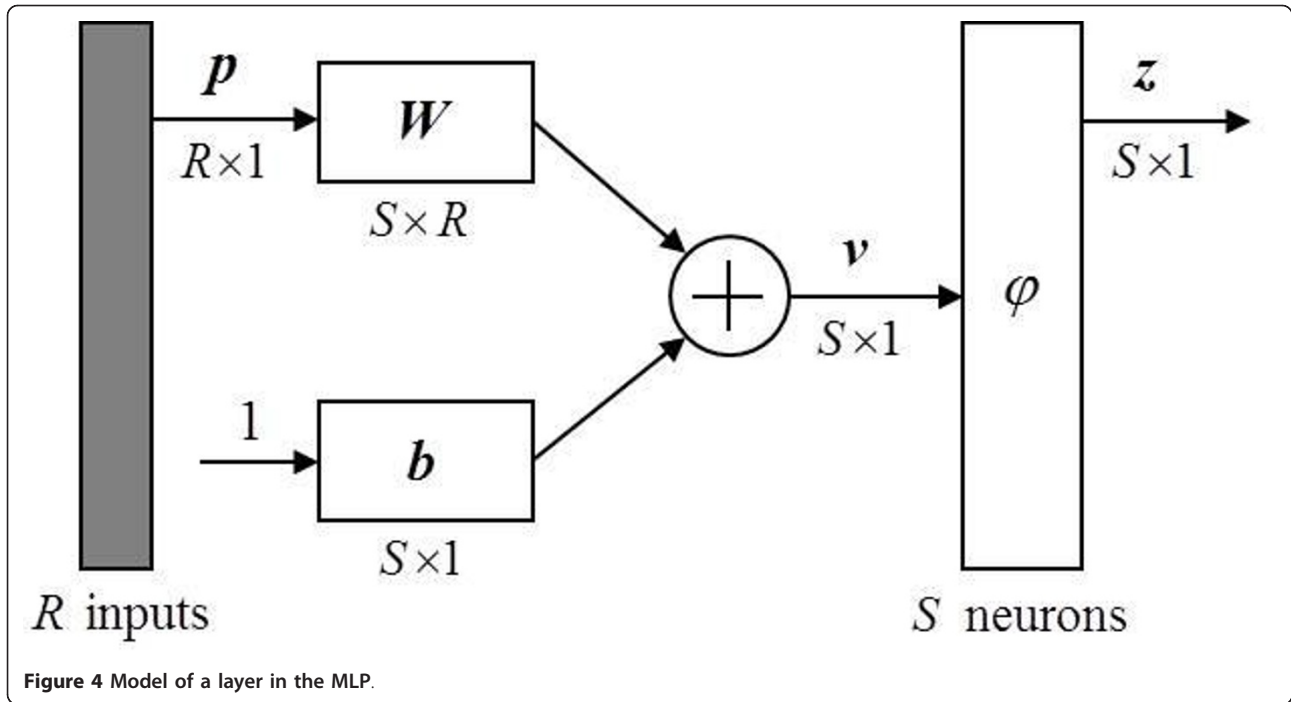 p
R×1
W
S×R
1
b
S×1
+
v
S×1
φ
z
S×1
R inputs
S neurons
Figure 4 Model of a layer in the MLP.